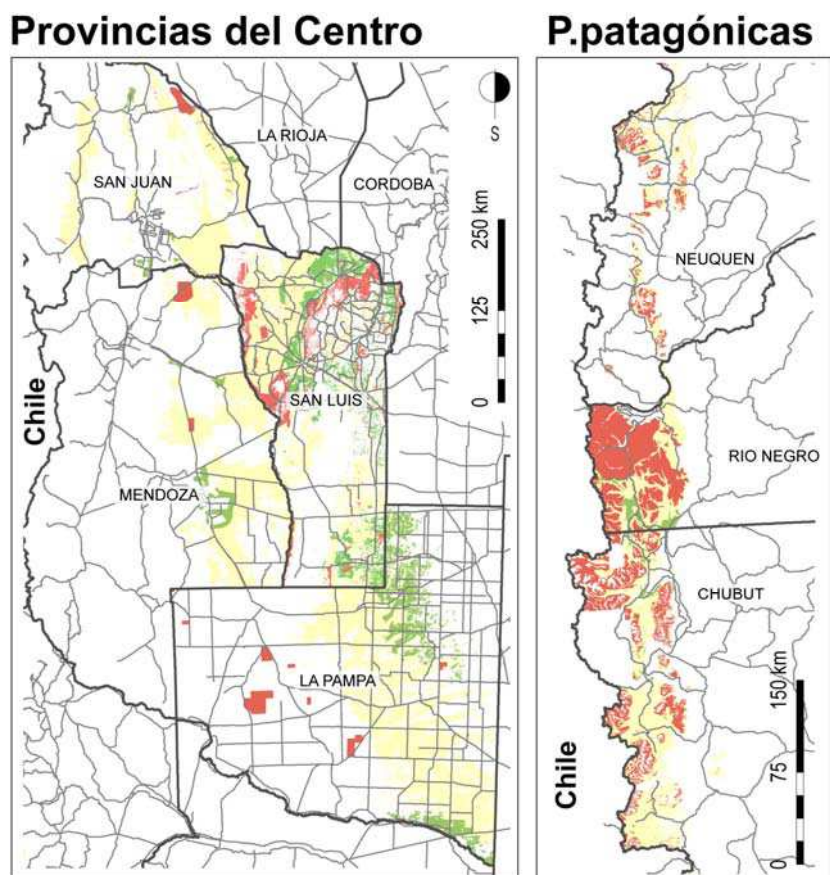 Provincias del Centro
P.patagónicas
LA RIOJA
S
SAN JUAN
CORDOBA
250 km
125
0
SAN LUIS
Chile
MENDOZA
LA PAMPA
NEUQUEN
RIO NEGRO
CHUBUT
150 km
75
0
Chile